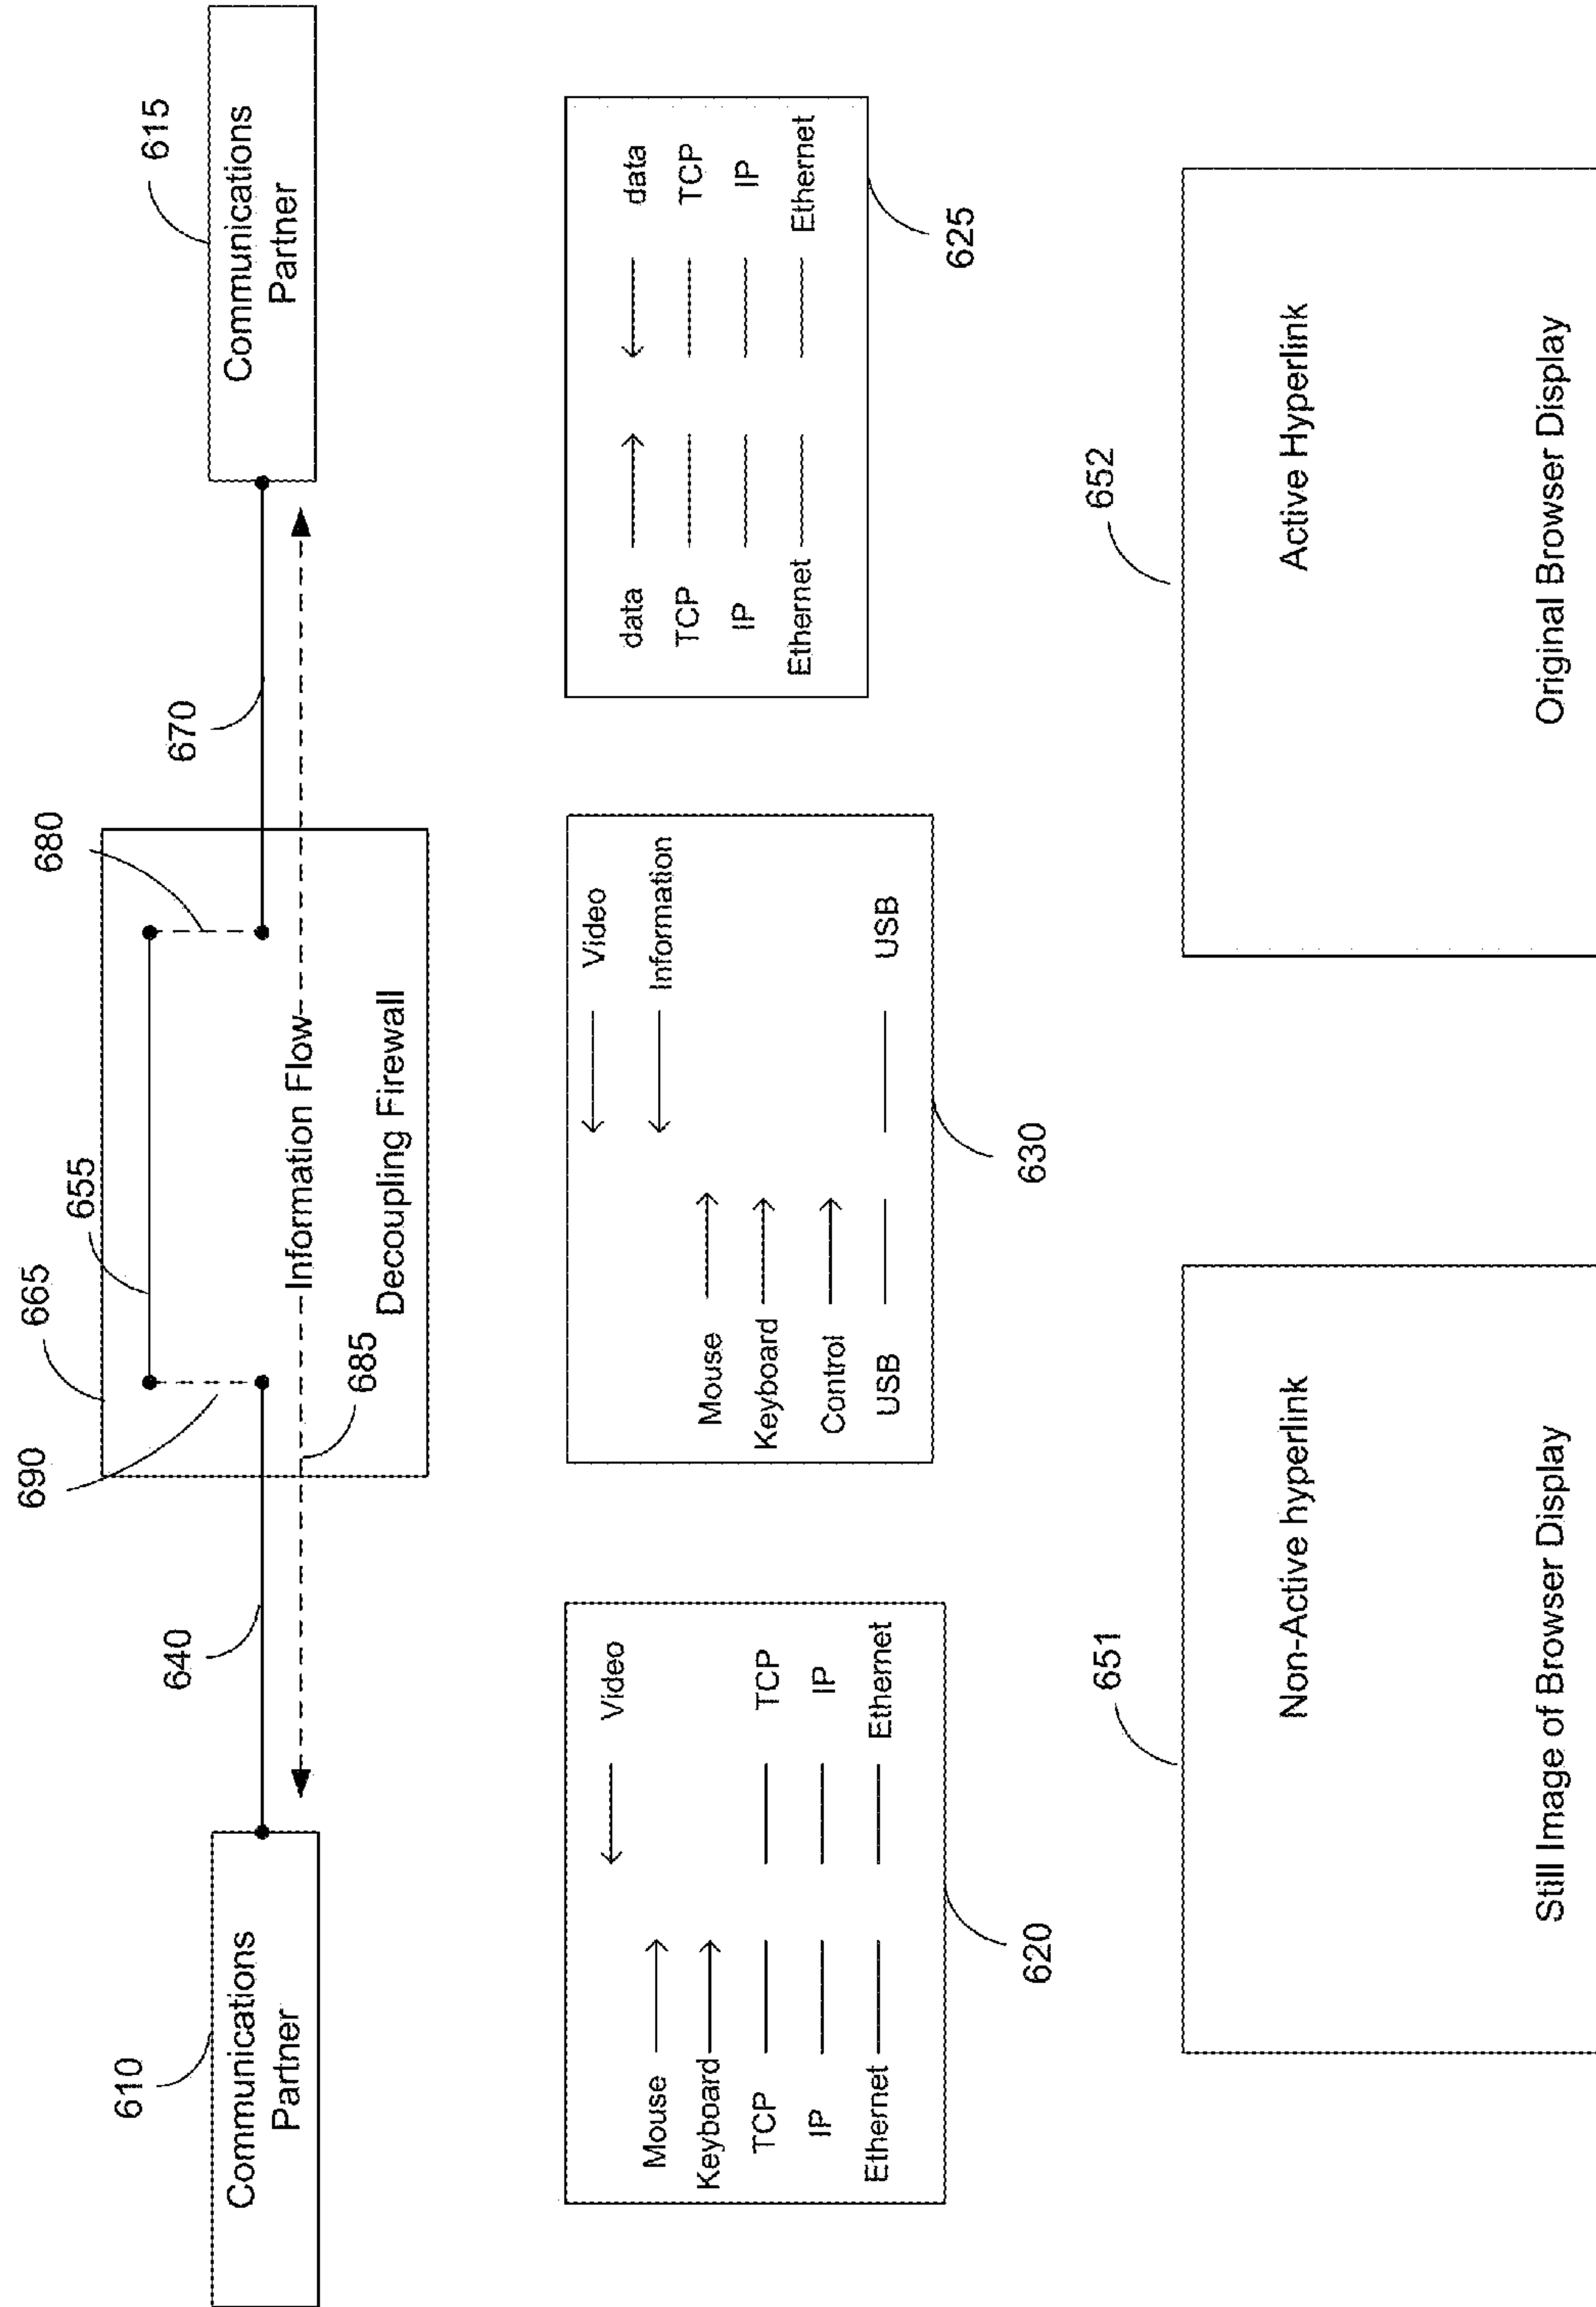 610
Communications
Partner
640
690
665
655
680
670
615
Communications
Partner
Information Flow
685
Decoupling Firewall
Video
Mouse
Keyboard
TCP
TCP
IP
IP
Ethernet
Ethernet
620
Video
Information
Mouse
Keyboard
Control
USB
USB
630
data
data
TCP
TCP
IP
IP
Ethernet
Ethernet
625
651
Non-Active hyperlink
Still Image of Browser Display
652
Active Hyperlink
Original Browser Display